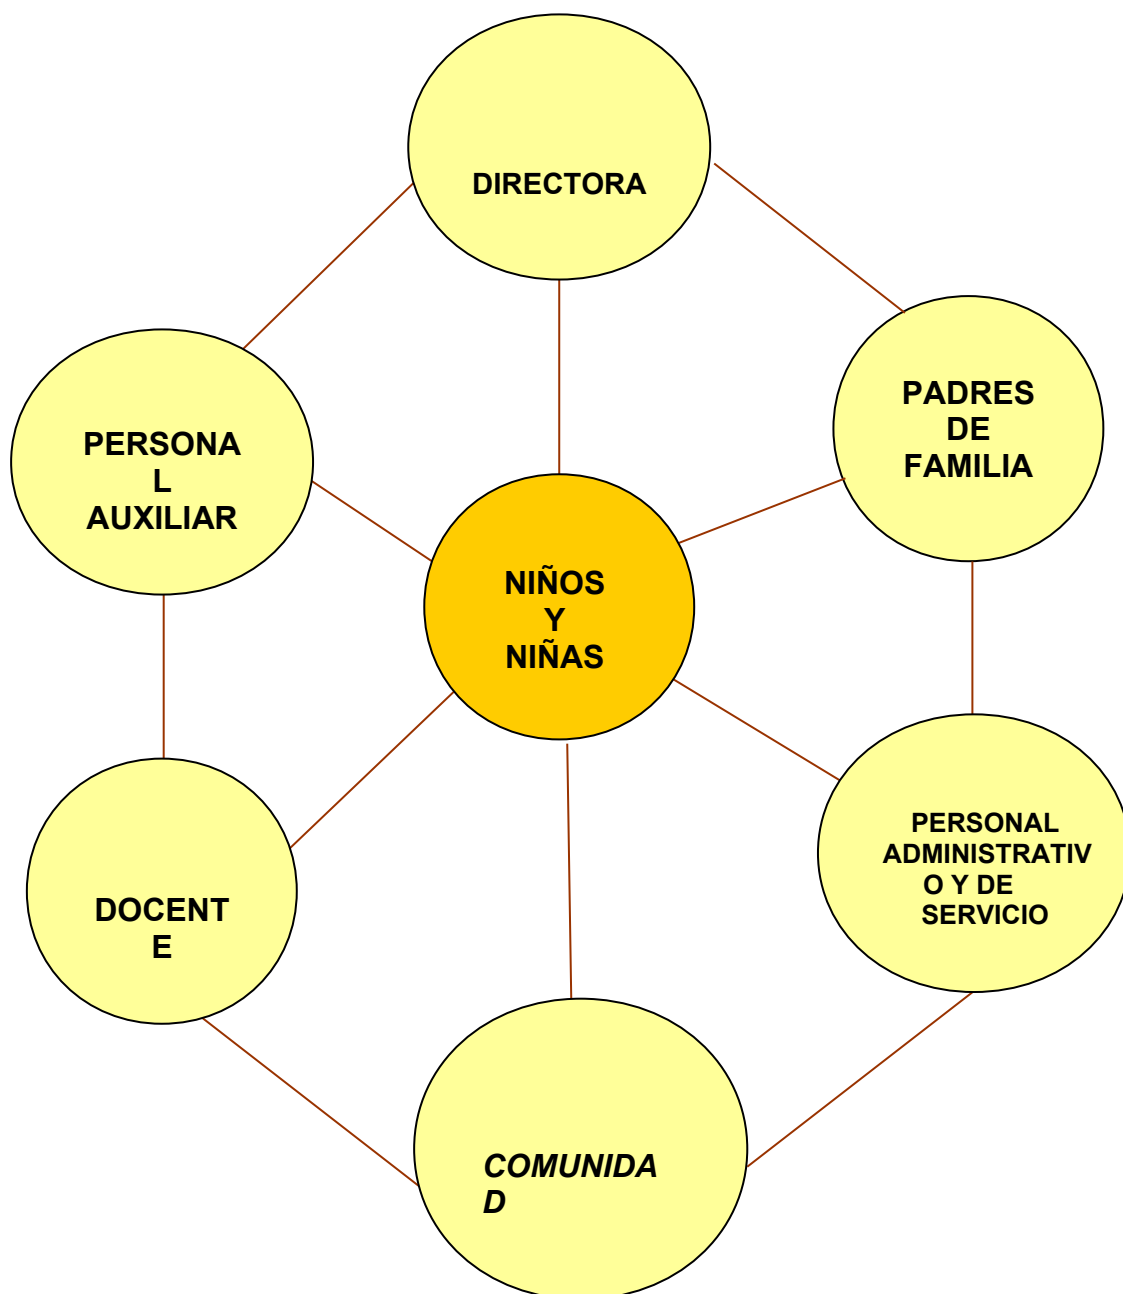 DIRECTORA
PADRES
DE
FAMILIA
PERSONA
L
AUXILIAR
NIÑOS
Y
NIÑAS
PERSONAL
ADMINISTRATIV
O Y DE
SERVICIO
DOCENT
E
COMUNIDA
D